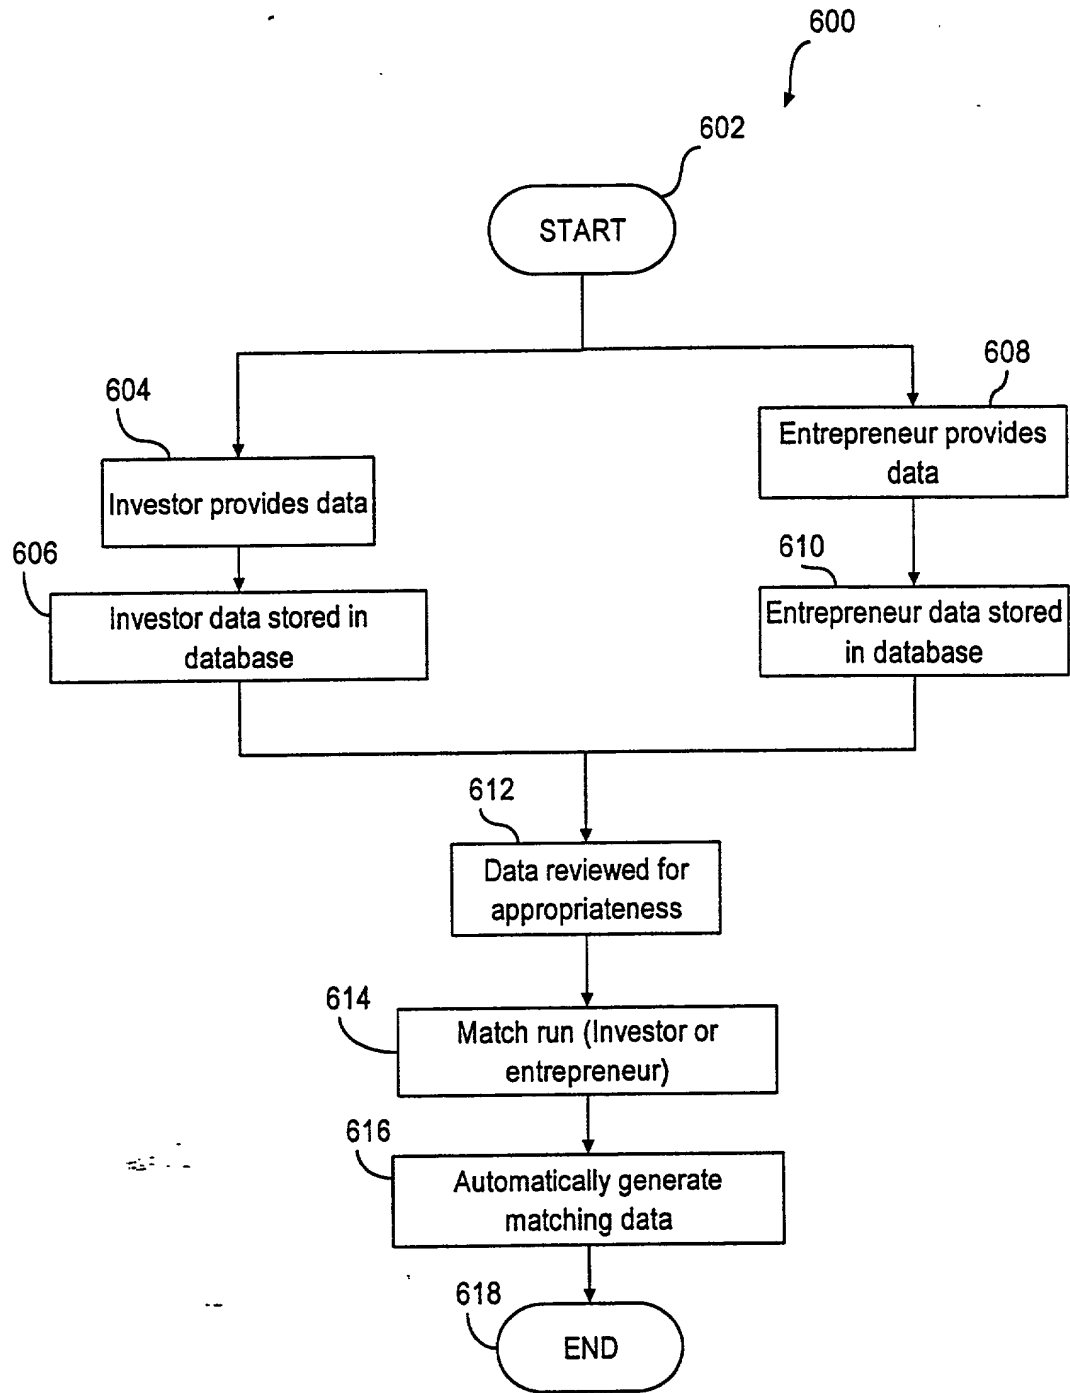 600
602
START
604
608
Investor provides data
Entrepreneur provides
data
606
610
Investor data stored in
database
Entrepreneur data stored
in database
612
Data reviewed for
appropriateness
614
Match run (Investor or
entrepreneur)
616
Automatically generate
matching data
618
END